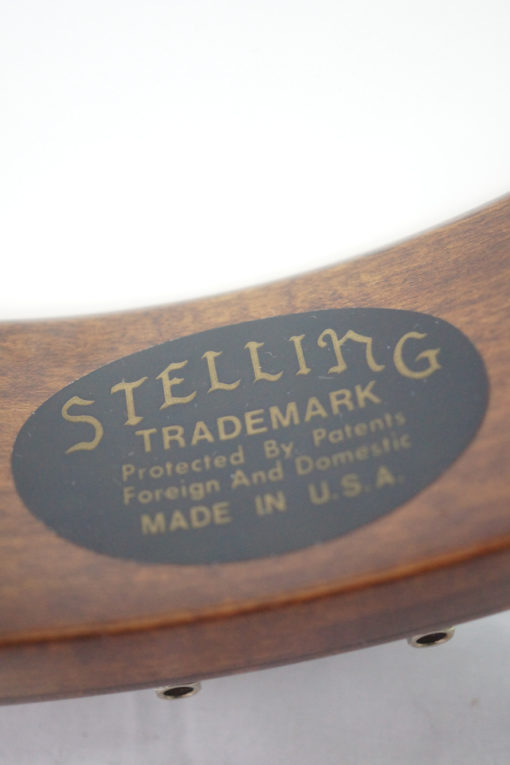 STELLING
TRADEMARK
Protected By Patents
Foreign And Domestic
MADE IN U.S.A.